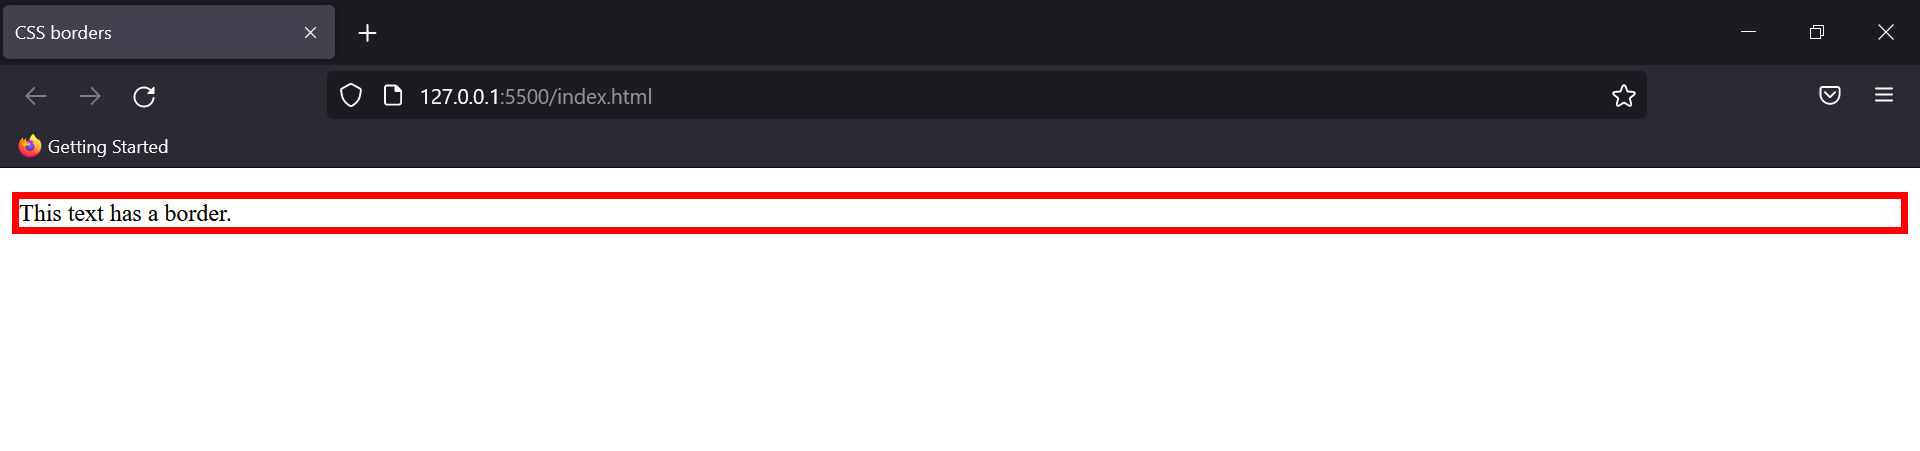 CSS borders
127.0.0.1:5500/index.html
Getting Started
This text has a border.